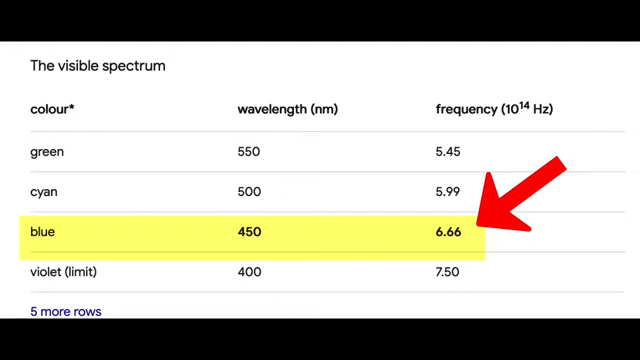 The visible spectrum
colour* wavelength (nm) frequency (10¹⁴ Hz)
green 550 5.45
cyan 500 5.99
blue 450 6.66
violet (limit) 400 7.50
5 more rows